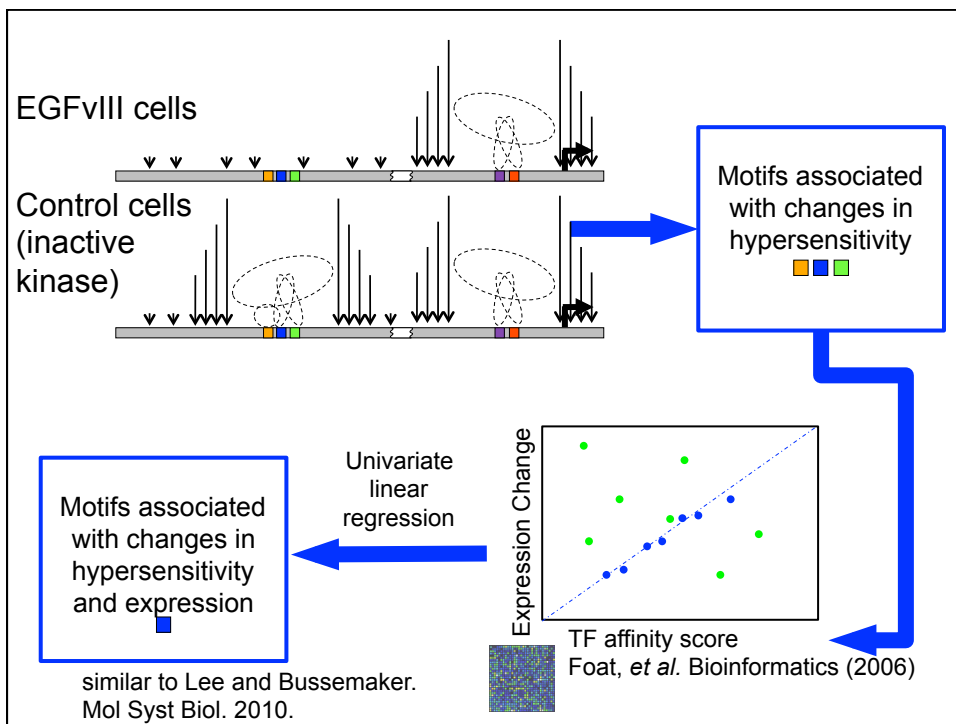 EGFvIII cells
Control cells
(inactive
kinase)
Motifs associated
with changes in
hypersensitivity
Expression Change
TF affinity score
Foat, et al. Bioinformatics (2006)
Univariate
linear
regression
Motifs associated
with changes in
hypersensitivity
and expression
similar to Lee and Bussemaker.
Mol Syst Biol. 2010.